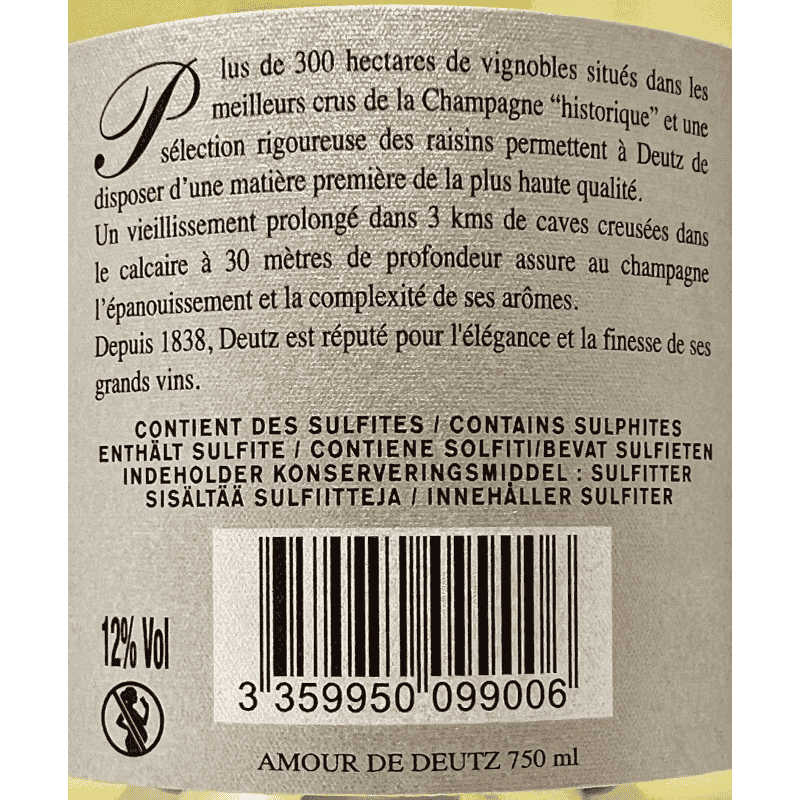 Plus de 300 hectares de vignobles situés dans les
meilleurs crus de la Champagne “historique” et une
sélection rigoureuse des raisins permettent à Deutz de
disposer d’une matière première de la plus haute qualité.
Un vieillissement prolongé dans 3 kms de caves creusées dans
le calcaire à 30 mètres de profondeur assure au champagne
l’épanouissement et la complexité de ses arômes.
Depuis 1838, Deutz est réputé pour l'élégance et la finesse de ses
grands vins.
CONTIENT DES SULFITES / CONTAINS SULPHITES
ENTHÄLT SULFITE / CONTIENE SOLFITI/BEVAT SULFIETEN
INDEHOLDER KONSERVERINGSMIDDEL : SULFITTER
SISÄLTÄÄ SULFIITTEJA / INNEHÅLLER SULFITER
12% Vol
3 359950 099006
AMOUR DE DEUTZ 750 ml